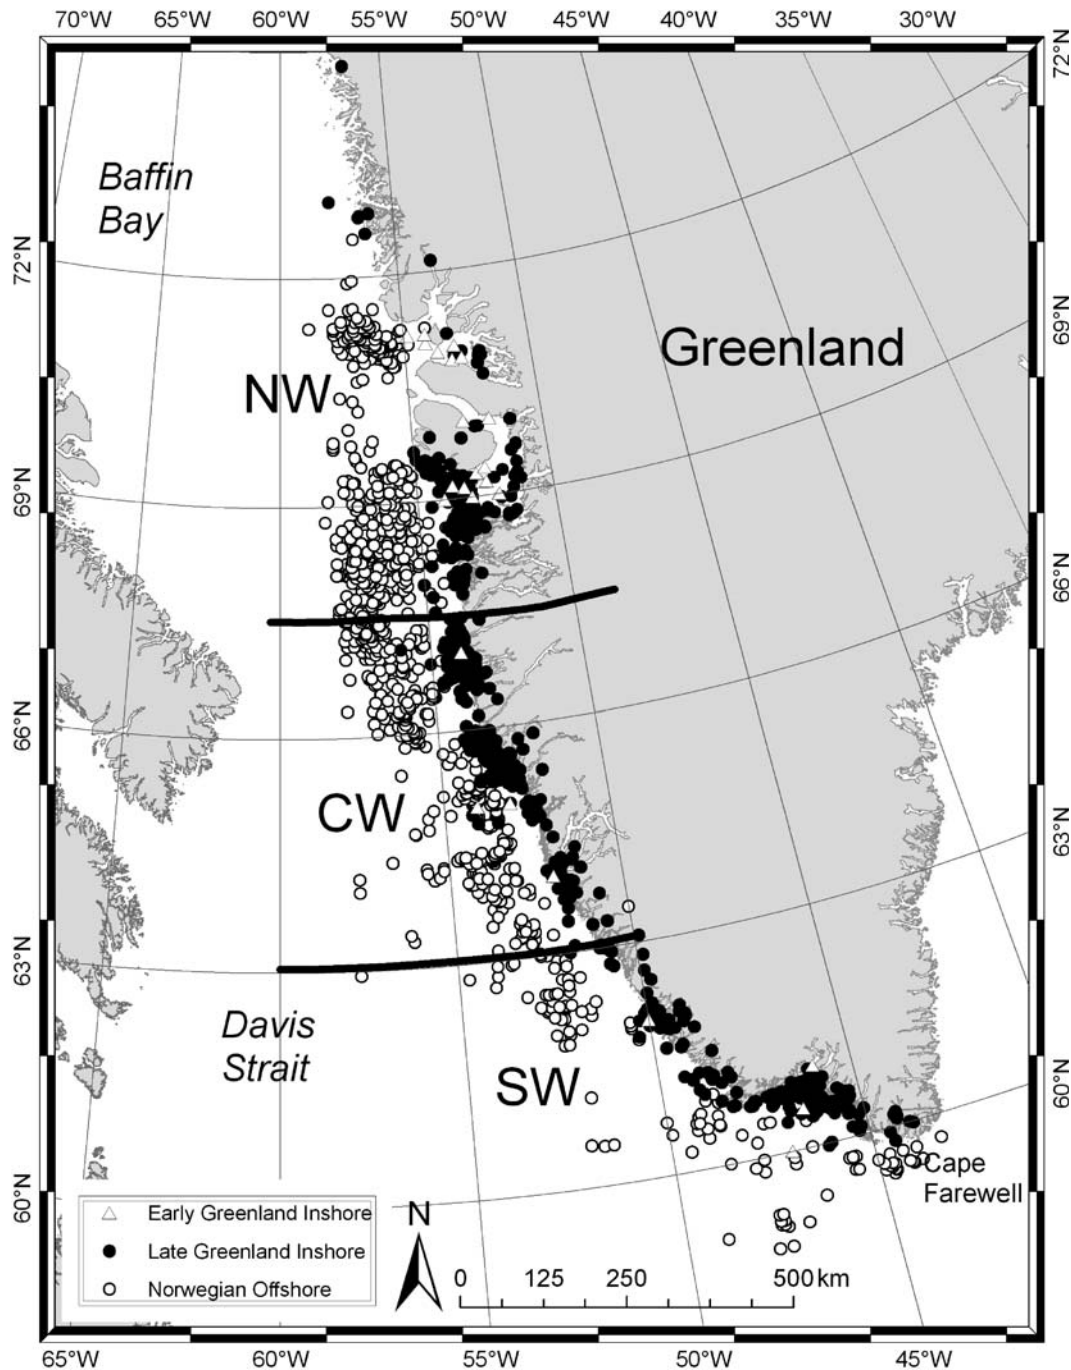 70°W 60°W 50°W 45°W 40°W 35°W 30°W
72°N
Baffin
Bay
72°N
69°N
Greenland
NW
69°N
66°N
66°N
CW
63°N
63°N
Davis
Strait
SW
60°N
Cape
Farewell
60°N
Early Greenland Inshore
Late Greenland Inshore
Norwegian Offshore
N
0 125 250 500 km
65°W 60°W 55°W 50°W 45°W